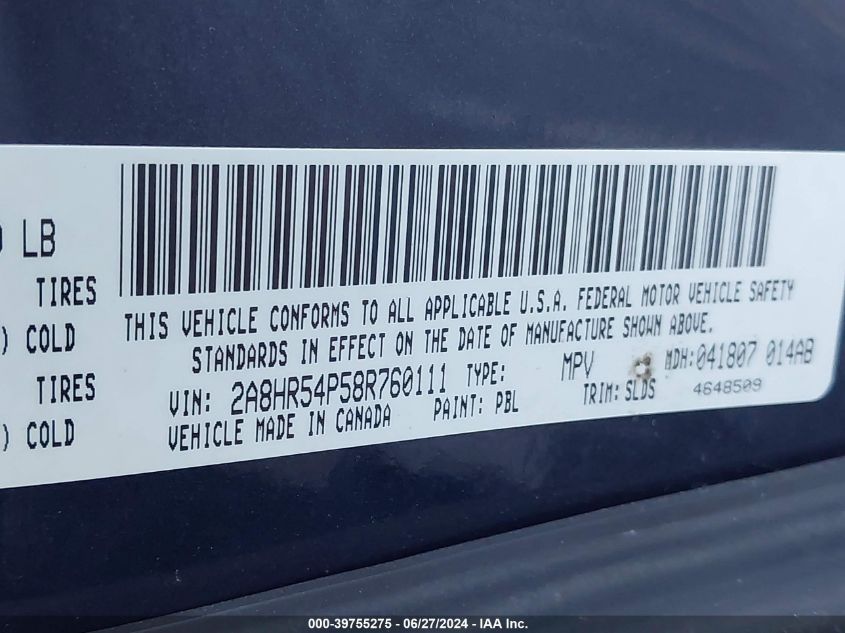 LB
TIRES
) COLD
TIRES
) COLD
THIS VEHICLE CONFORMS TO ALL APPLICABLE U.S.A. FEDERAL MOTOR VEHICLE SAFETY
STANDARDS IN EFFECT ON THE DATE OF MANUFACTURE SHOWN ABOVE.
VIN: 2A8HR54P58R760111 TYPE: MPV MDH:041807 014AB
VEHICLE MADE IN CANADA PAINT: PBL TRIM: SLDS 4648509
000-39755275 - 06/27/2024 - IAA Inc.